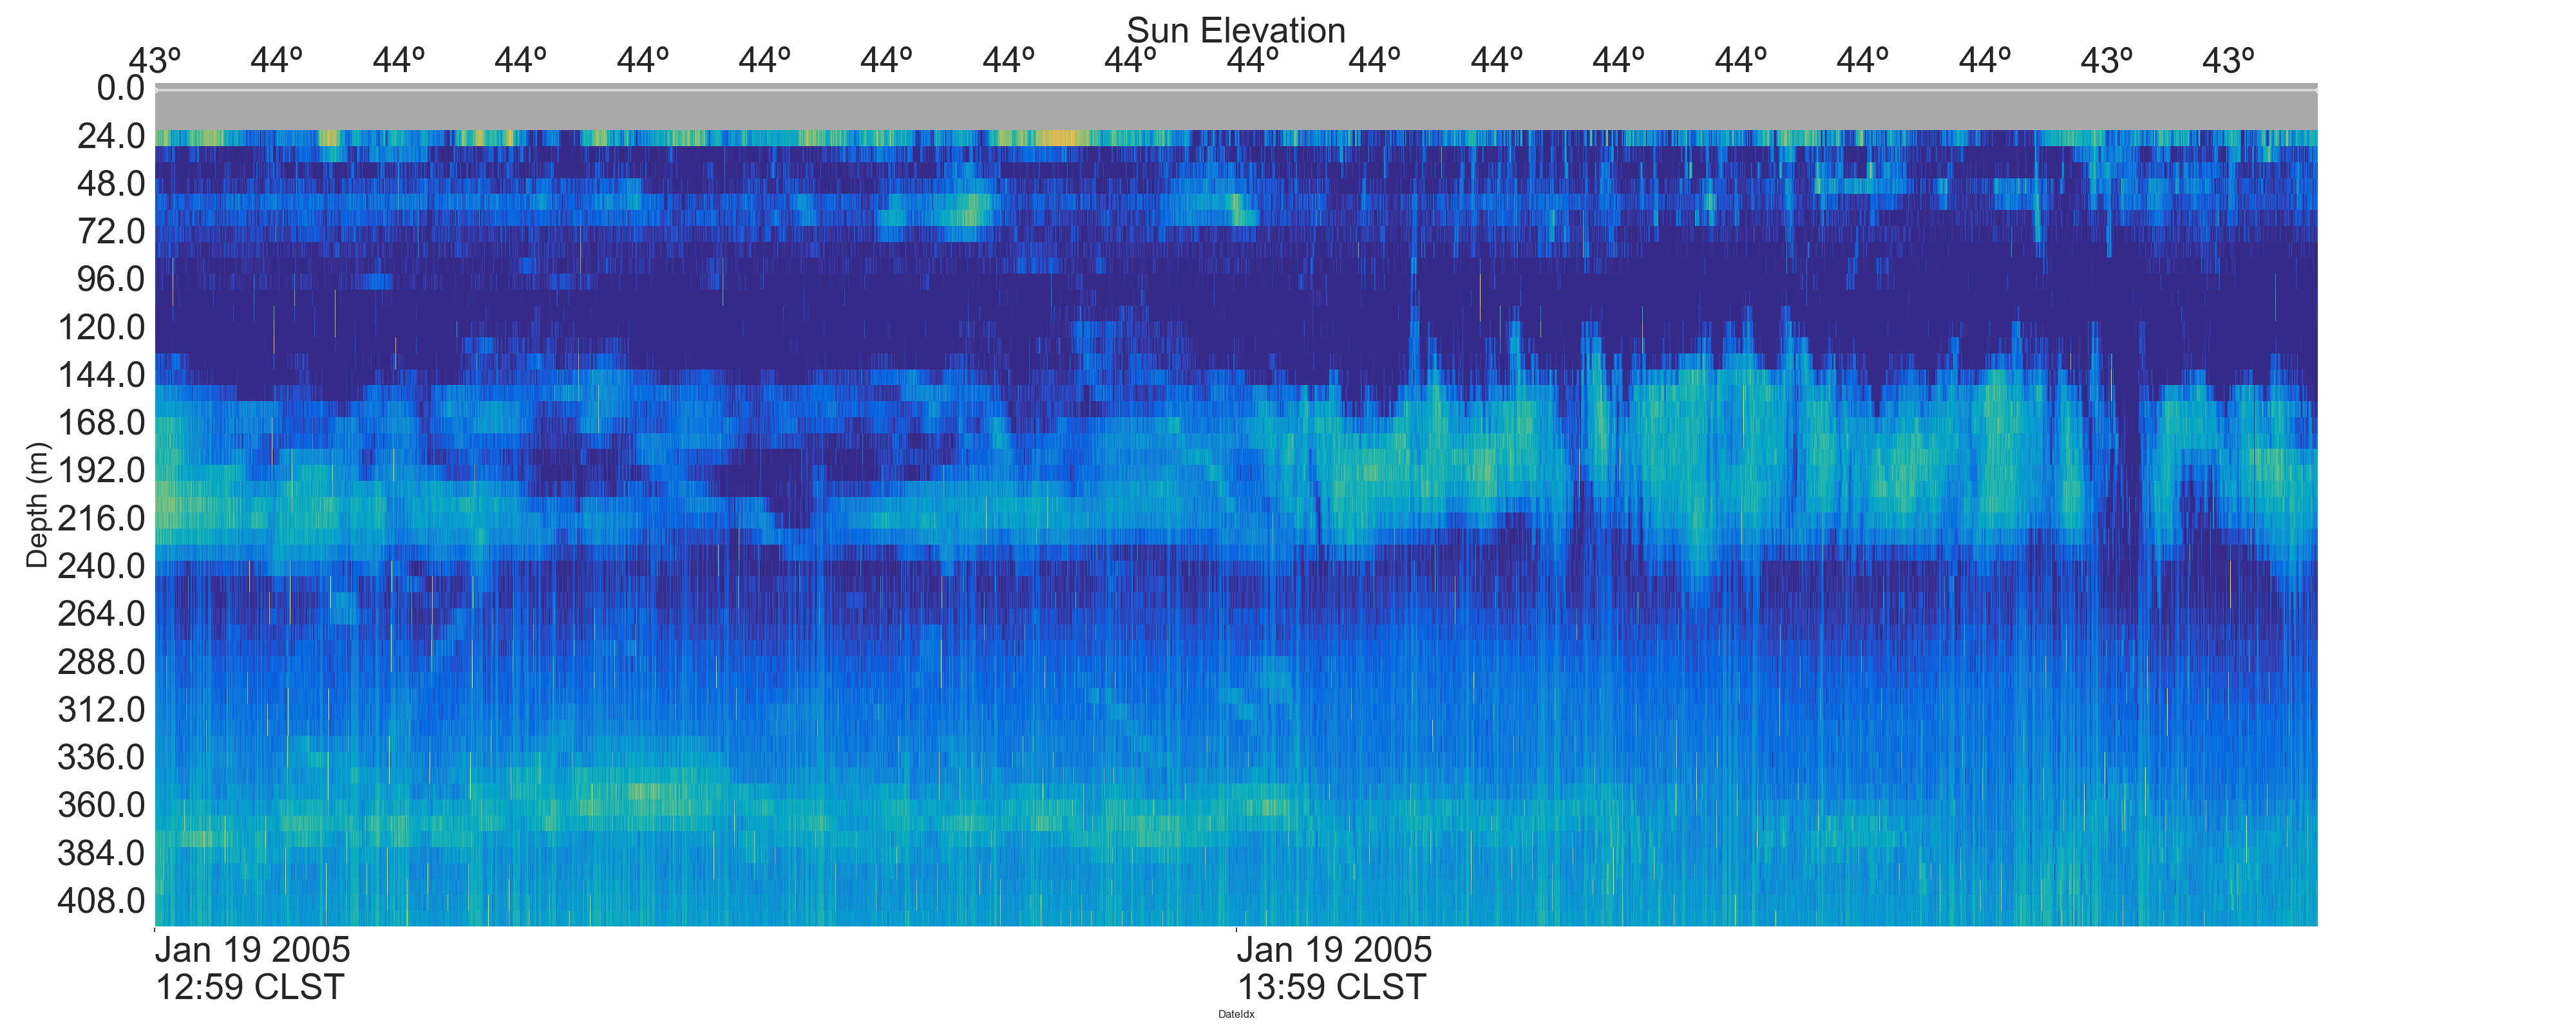 Sun Elevation
43º 44º 44º 44º 44º 44º 44º 44º 44º 44º 44º 44º 44º 44º 44º 44º 43º 43º
0.0
24.0
48.0
72.0
96.0
120.0
144.0
168.0
192.0
216.0
240.0
264.0
288.0
312.0
336.0
360.0
384.0
408.0
Depth (m)
Jan 19 2005
12:59 CLST
Jan 19 2005
13:59 CLST
DateIdx